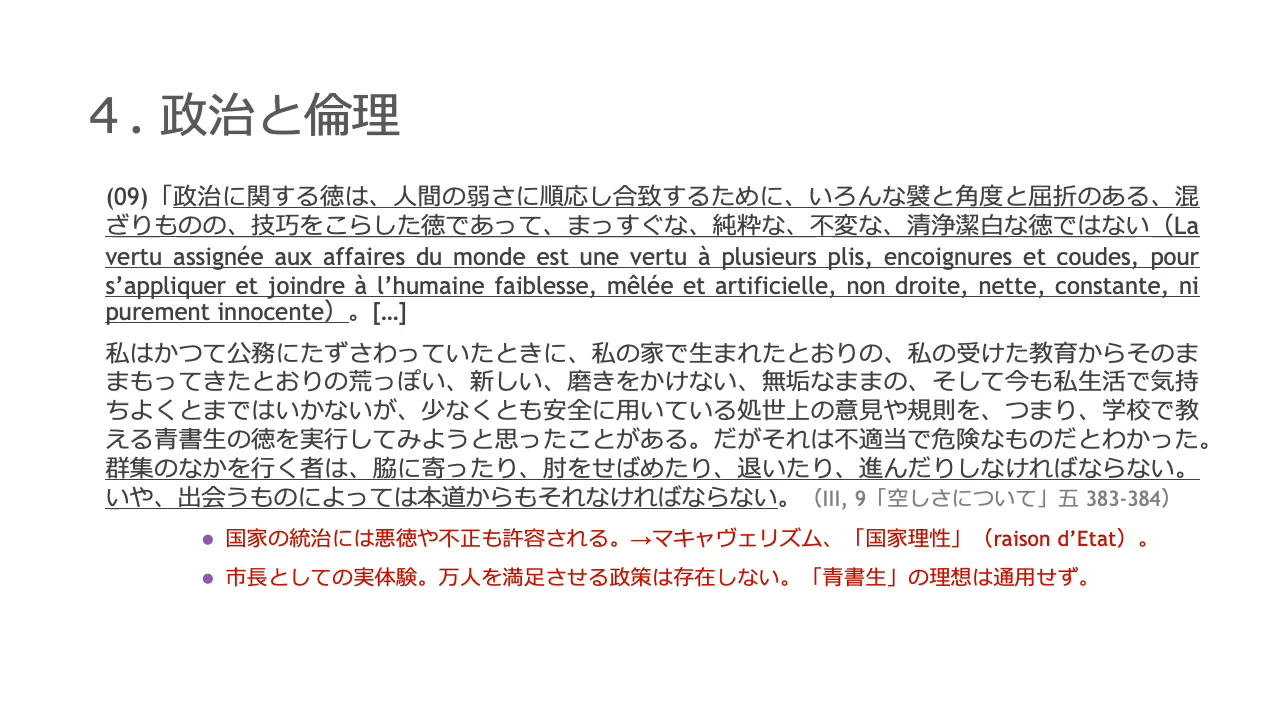 ４. 政治と倫理
(09)「政治に関する徳は、人間の弱さに順応し合致するために、いろんな襞と角度と屈折のある、混
ざりものの、技巧をこらした徳であって、まっすぐな、純粋な、不変な、清浄潔白な徳ではない（La
vertu assignée aux affaires du monde est une vertu à plusieurs plis, encoignures et coudes, pour
s’appliquer et joindre à l’humaine faiblesse, mêlée et artificielle, non droite, nette, constante, ni
purement innocente）。[…]
私はかつて公務にたずさわっていたときに、私の家で生まれたとおりの、私の受けた教育からそのま
まもってきたとおりの荒っぽい、新しい、磨きをかけない、無垢なままの、そして今も私生活で気持
ちよくとまではいかないが、少なくとも安全に用いている処世上の意見や規則を、つまり、学校で教
える青書生の徳を実行してみようと思ったことがある。だがそれは不適当で危険なものだとわかった。
群集のなかを行く者は、脇に寄ったり、肘をせばめたり、退いたり、進んだりしなければならない。
いや、出会うものによっては本道からもそれなければならない。（III, 9「空しさについて」五 383-384）
● 国家の統治には悪徳や不正も許容される。→マキャヴェリズム、「国家理性」（raison d’Etat）。
● 市長としての実体験。万人を満足させる政策は存在しない。「青書生」の理想は通用せず。